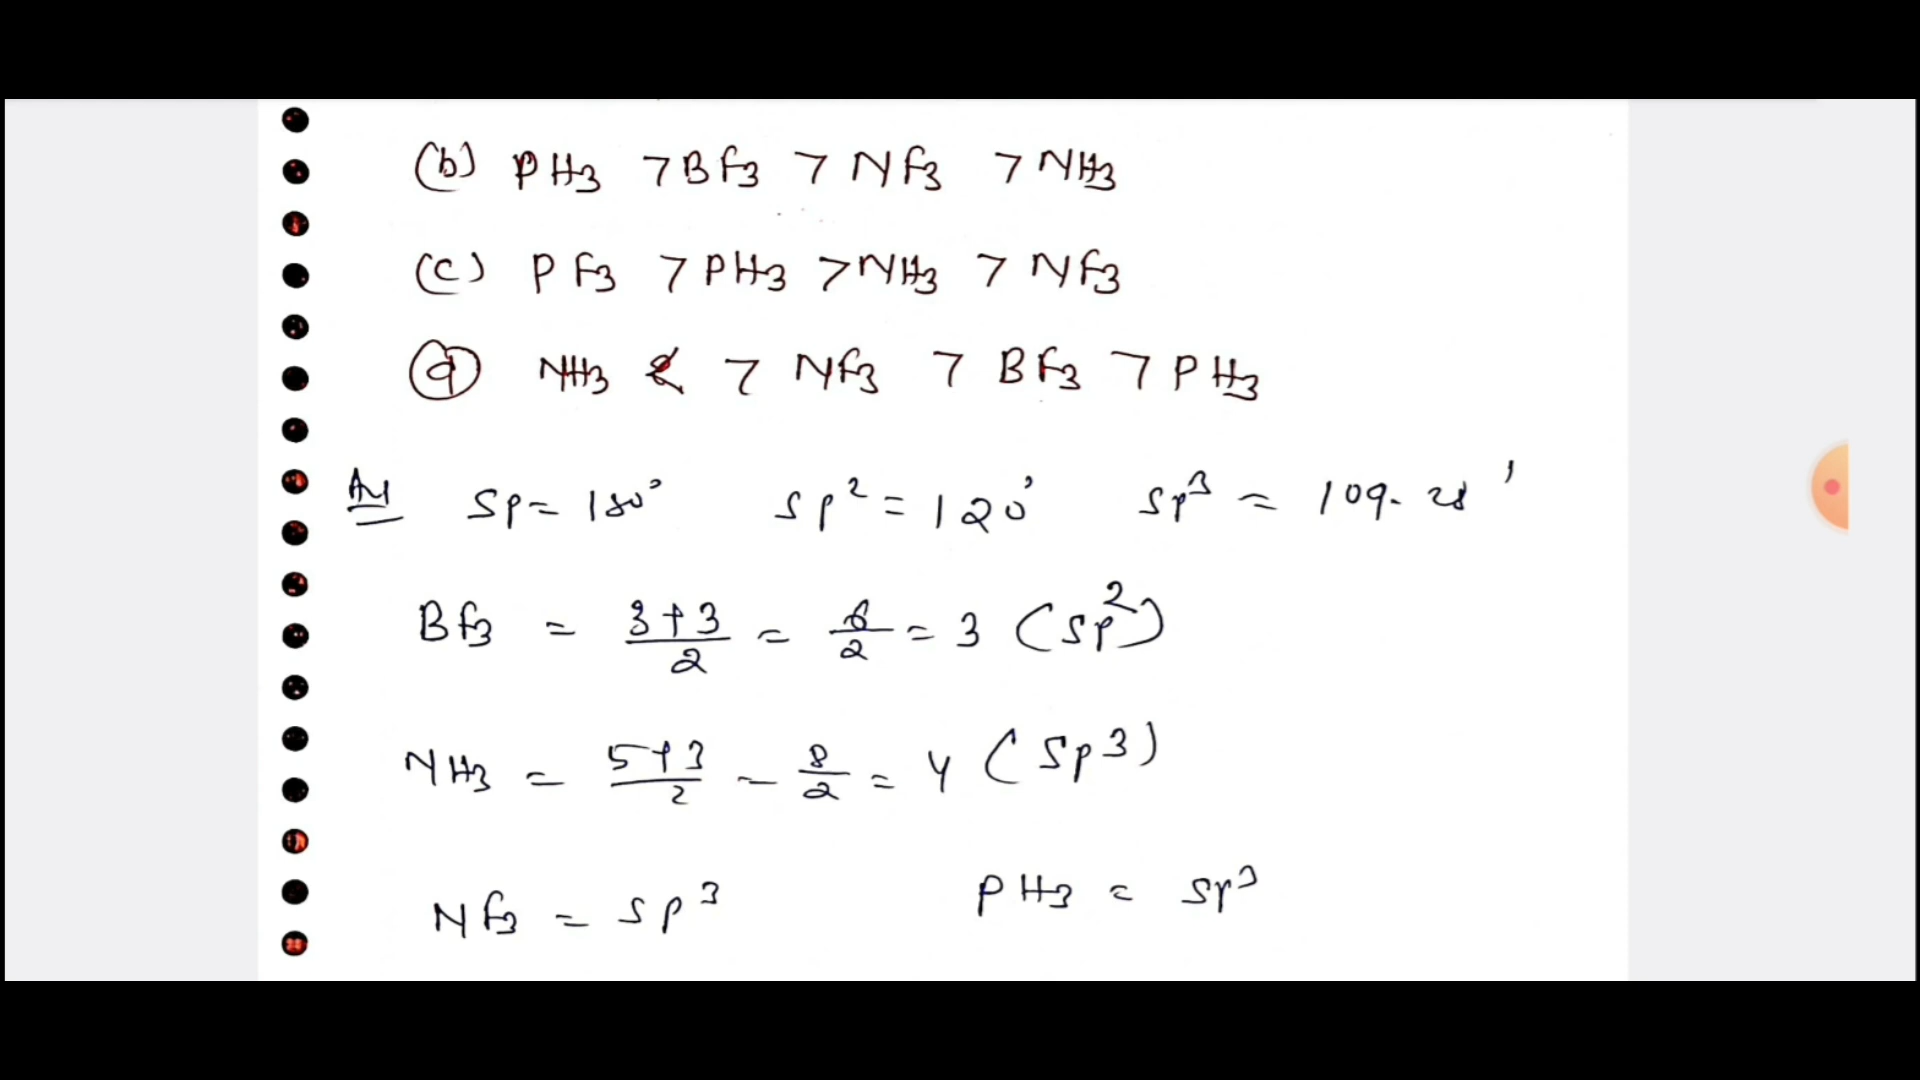 (b) PH3 > Bf3 > Nf3 > NH3
(c) PF3 > PH3 > NH3 > Nf3
(d) NH3 > Nf3 > Bf3 > PH3
Ans sp = 180° sp² = 120° sp³ = 109.28'
Bf3 = 3+3/2 = 6/2 = 3 (sp²)
NH3 = 5+3/2 = 8/2 = 4 (sp3)
Nf3 = sp³ PH3 = sp³